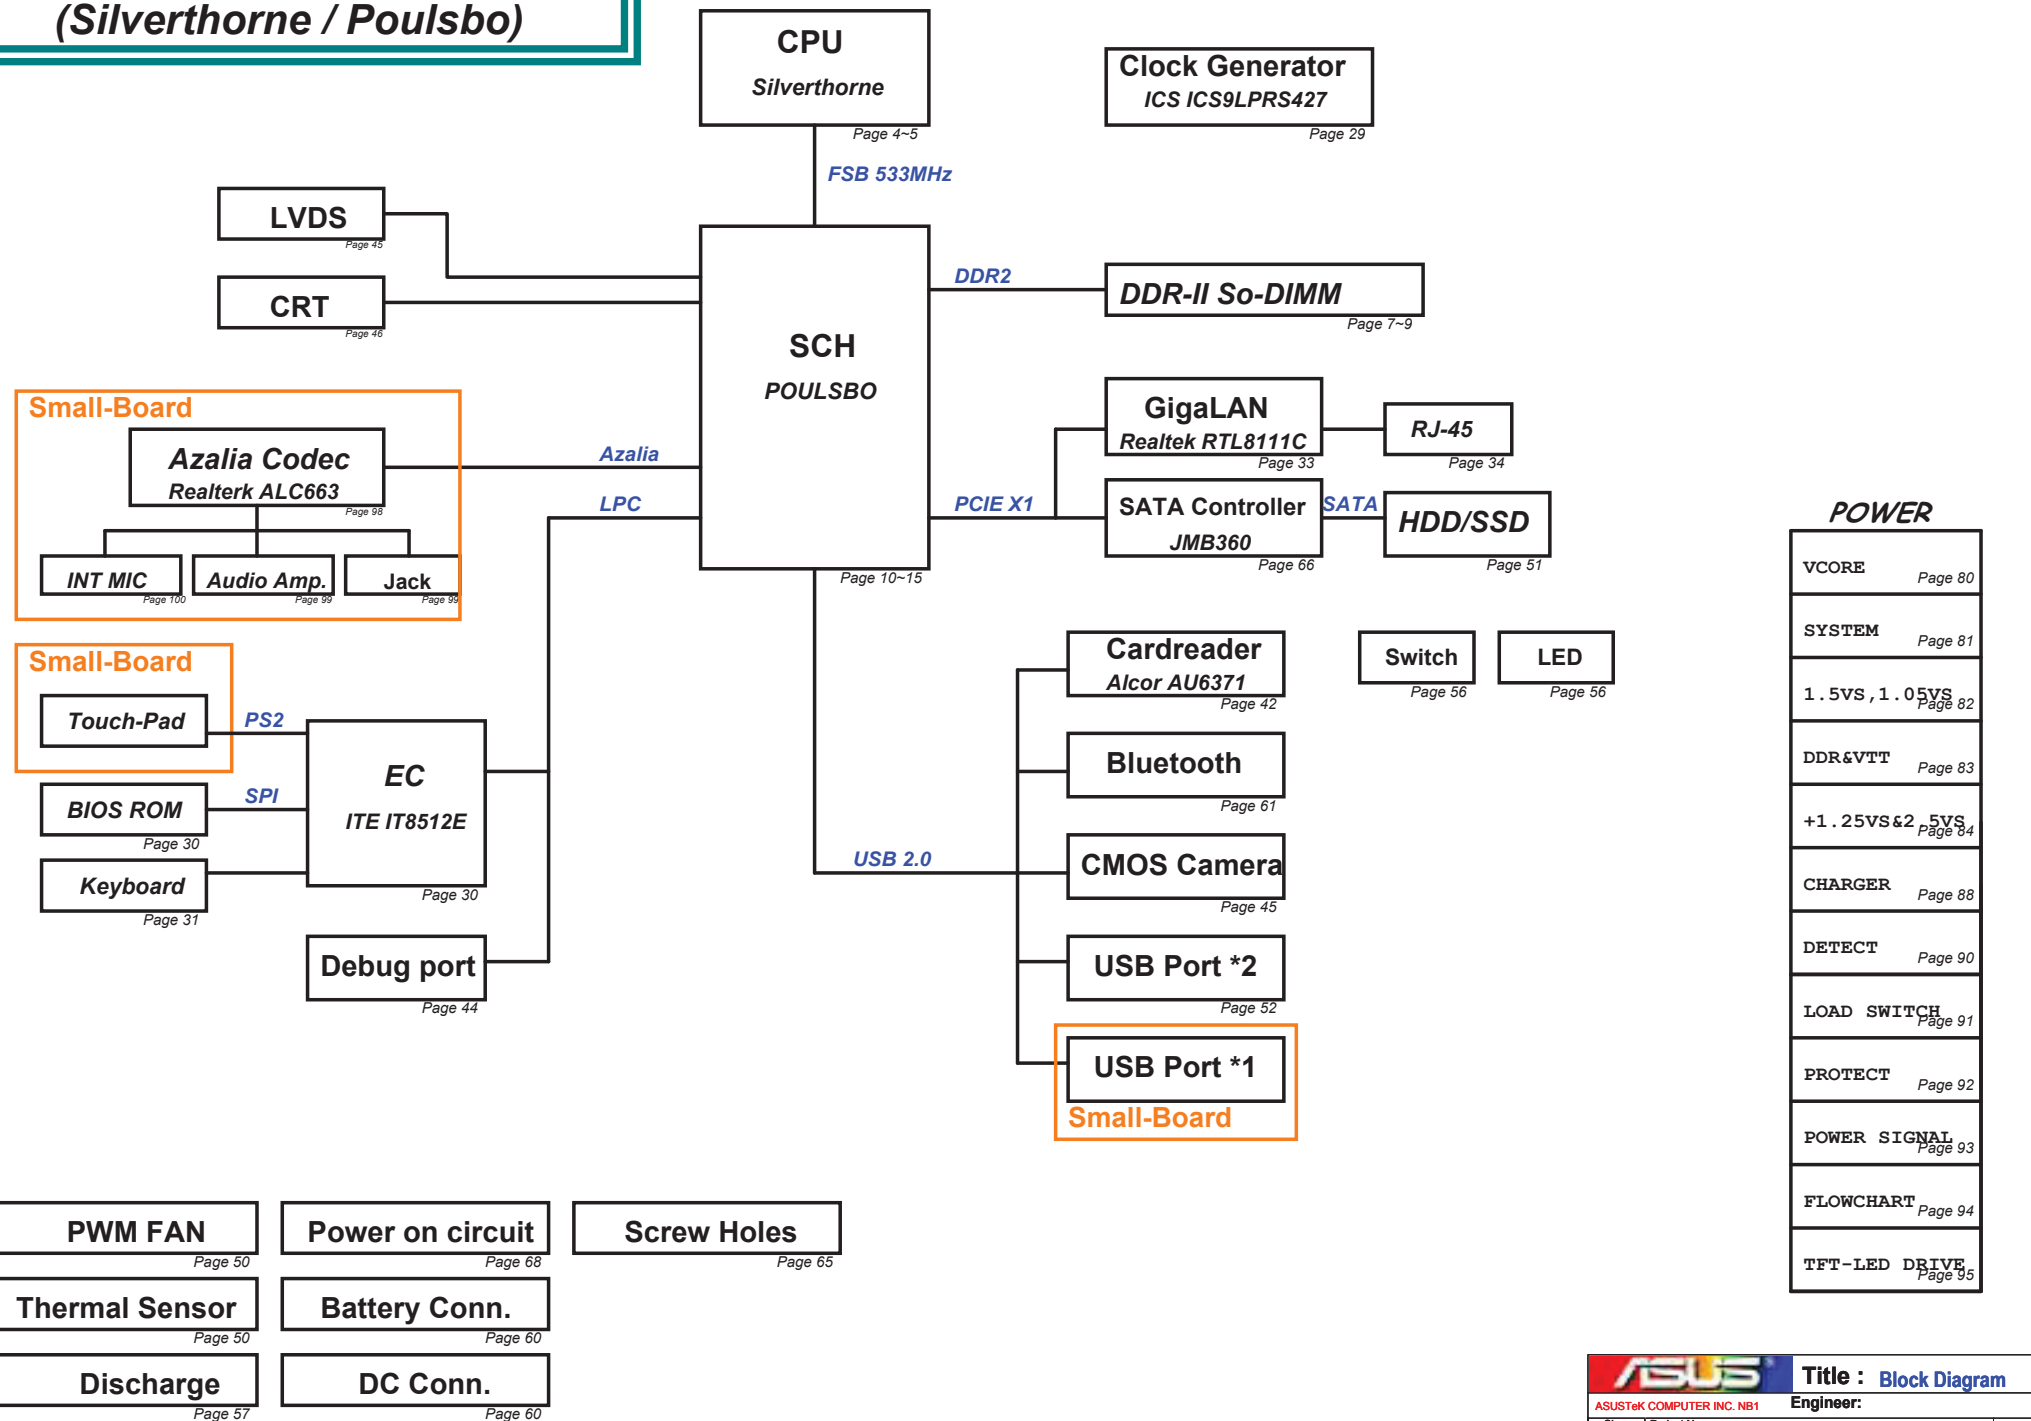 (Silverthorne / Poulsbo)
CPU
Silverthorne
Page 4~5
Clock Generator
ICS ICS9LPRS427
Page 29
FSB 533MHz
LVDS
Page 45
CRT
Page 46
SCH
POULSBO
Page 10~15
DDR2
DDR-II So-DIMM
Page 7~9
GigaLAN
Realtek RTL8111C
Page 33
RJ-45
Page 34
PCIE X1
SATA Controller
JMB360
Page 66
SATA
HDD/SSD
Page 51
Small-Board
Azalia Codec
Realterk ALC663
Page 98
Azalia
LPC
INT MIC
Page 100
Audio Amp.
Page 99
Jack
Page 99
Small-Board
Touch-Pad
PS2
BIOS ROM
Page 30
SPI
Keyboard
Page 31
EC
ITE IT8512E
Page 30
Debug port
Page 44
USB 2.0
Cardreader
Alcor AU6371
Page 42
Bluetooth
Page 61
CMOS Camera
Page 45
USB Port *2
Page 52
USB Port *1
Small-Board
Switch
Page 56
LED
Page 56
POWER
VCORE
Page 80
SYSTEM
Page 81
1.5VS,1.05VS
Page 82
DDR&VTT
Page 83
+1.25VS&2.5VS
Page 84
CHARGER
Page 88
DETECT
Page 90
LOAD SWITCH
Page 91
PROTECT
Page 92
POWER SIGNAL
Page 93
FLOWCHART
Page 94
TFT-LED DRIVE
Page 95
PWM FAN
Page 50
Power on circuit
Page 68
Screw Holes
Page 65
Thermal Sensor
Page 50
Battery Conn.
Page 60
Discharge
Page 57
DC Conn.
Page 60
ASUS
Title : Block Diagram
ASUSTeK COMPUTER INC. NB1
Engineer: